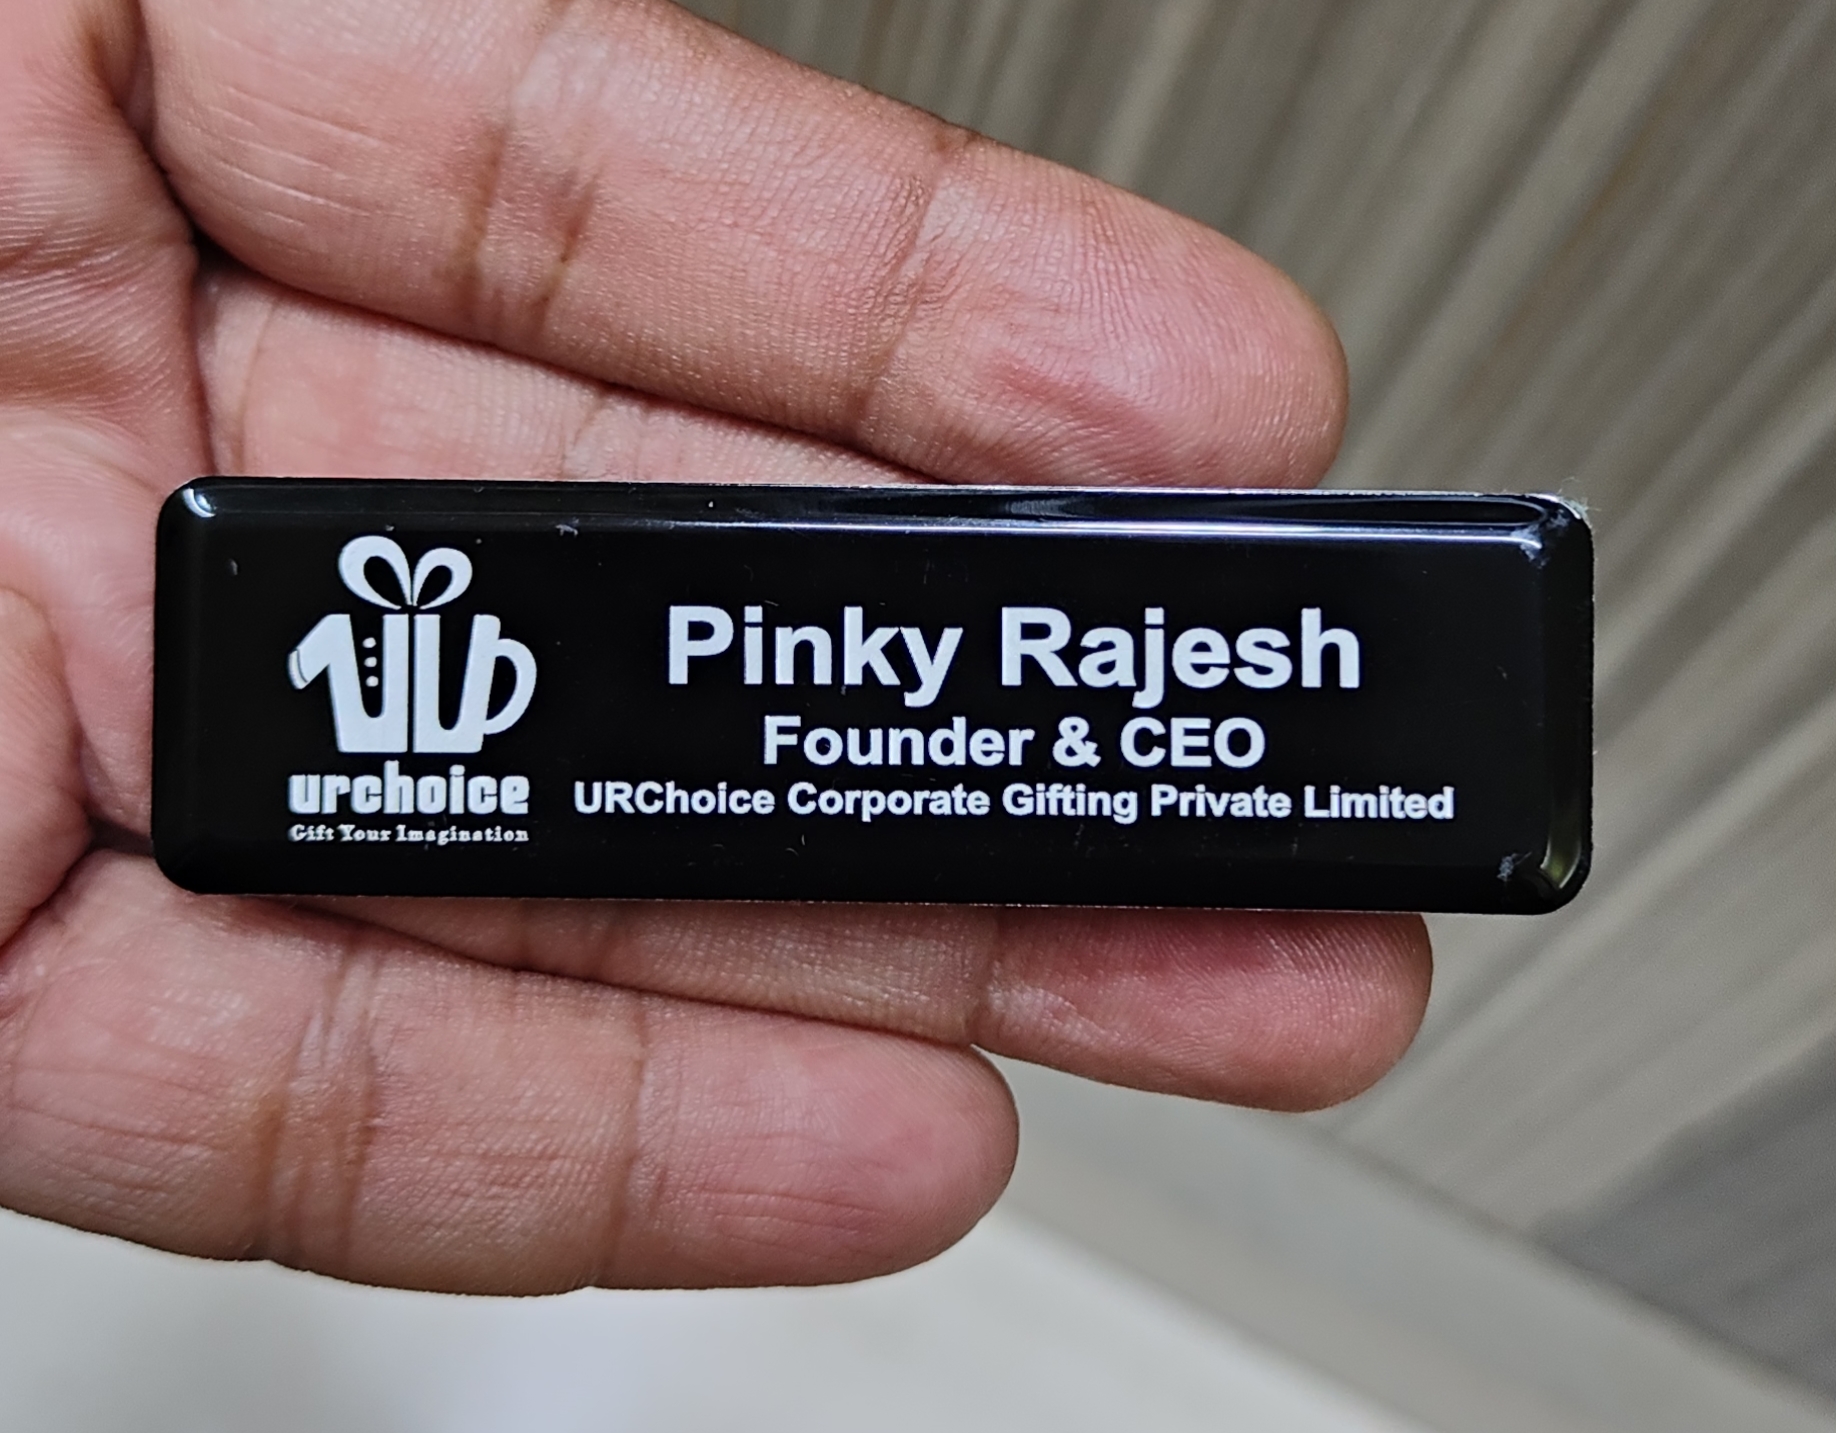 urchoice
Gift Your Imagination
Pinky Rajesh
Founder & CEO
URChoice Corporate Gifting Private Limited